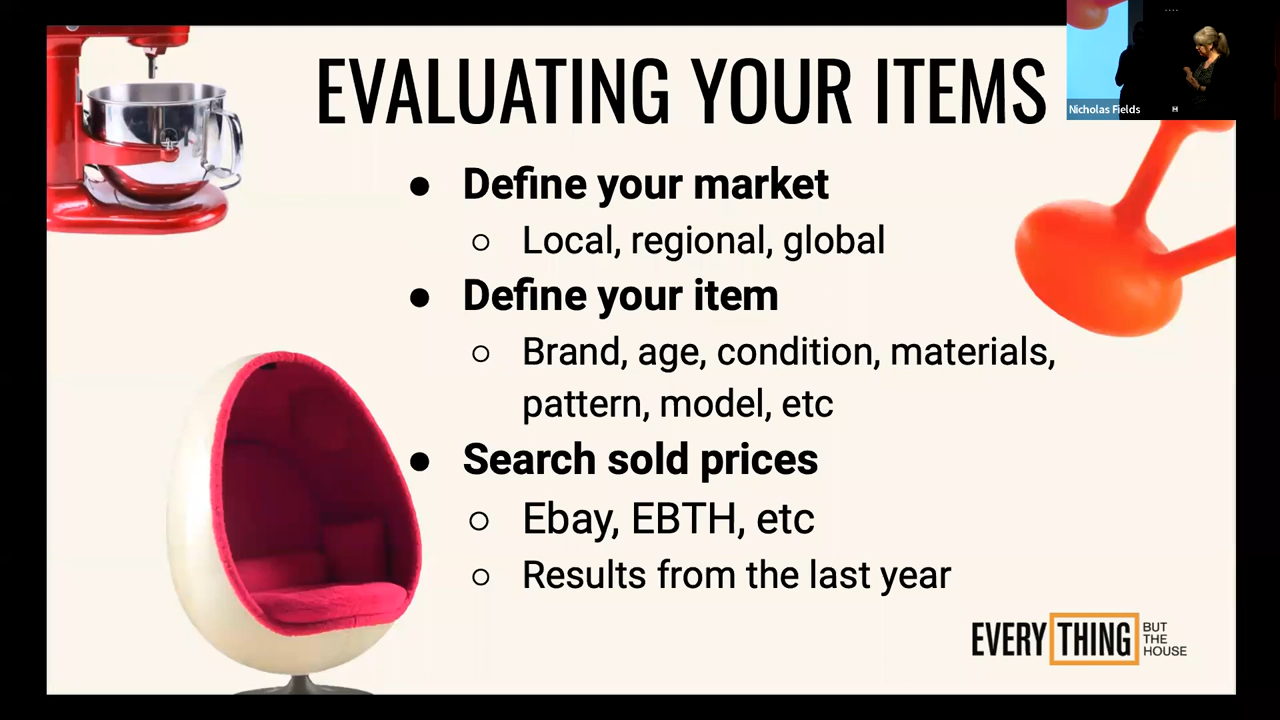 EVALUATING YOUR ITEMS
Nicholas Fields
● Define your market
○ Local, regional, global
● Define your item
○ Brand, age, condition, materials,
pattern, model, etc
● Search sold prices
○ Ebay, EBTH, etc
○ Results from the last year
EVERY THING BUT
THE
HOUSE